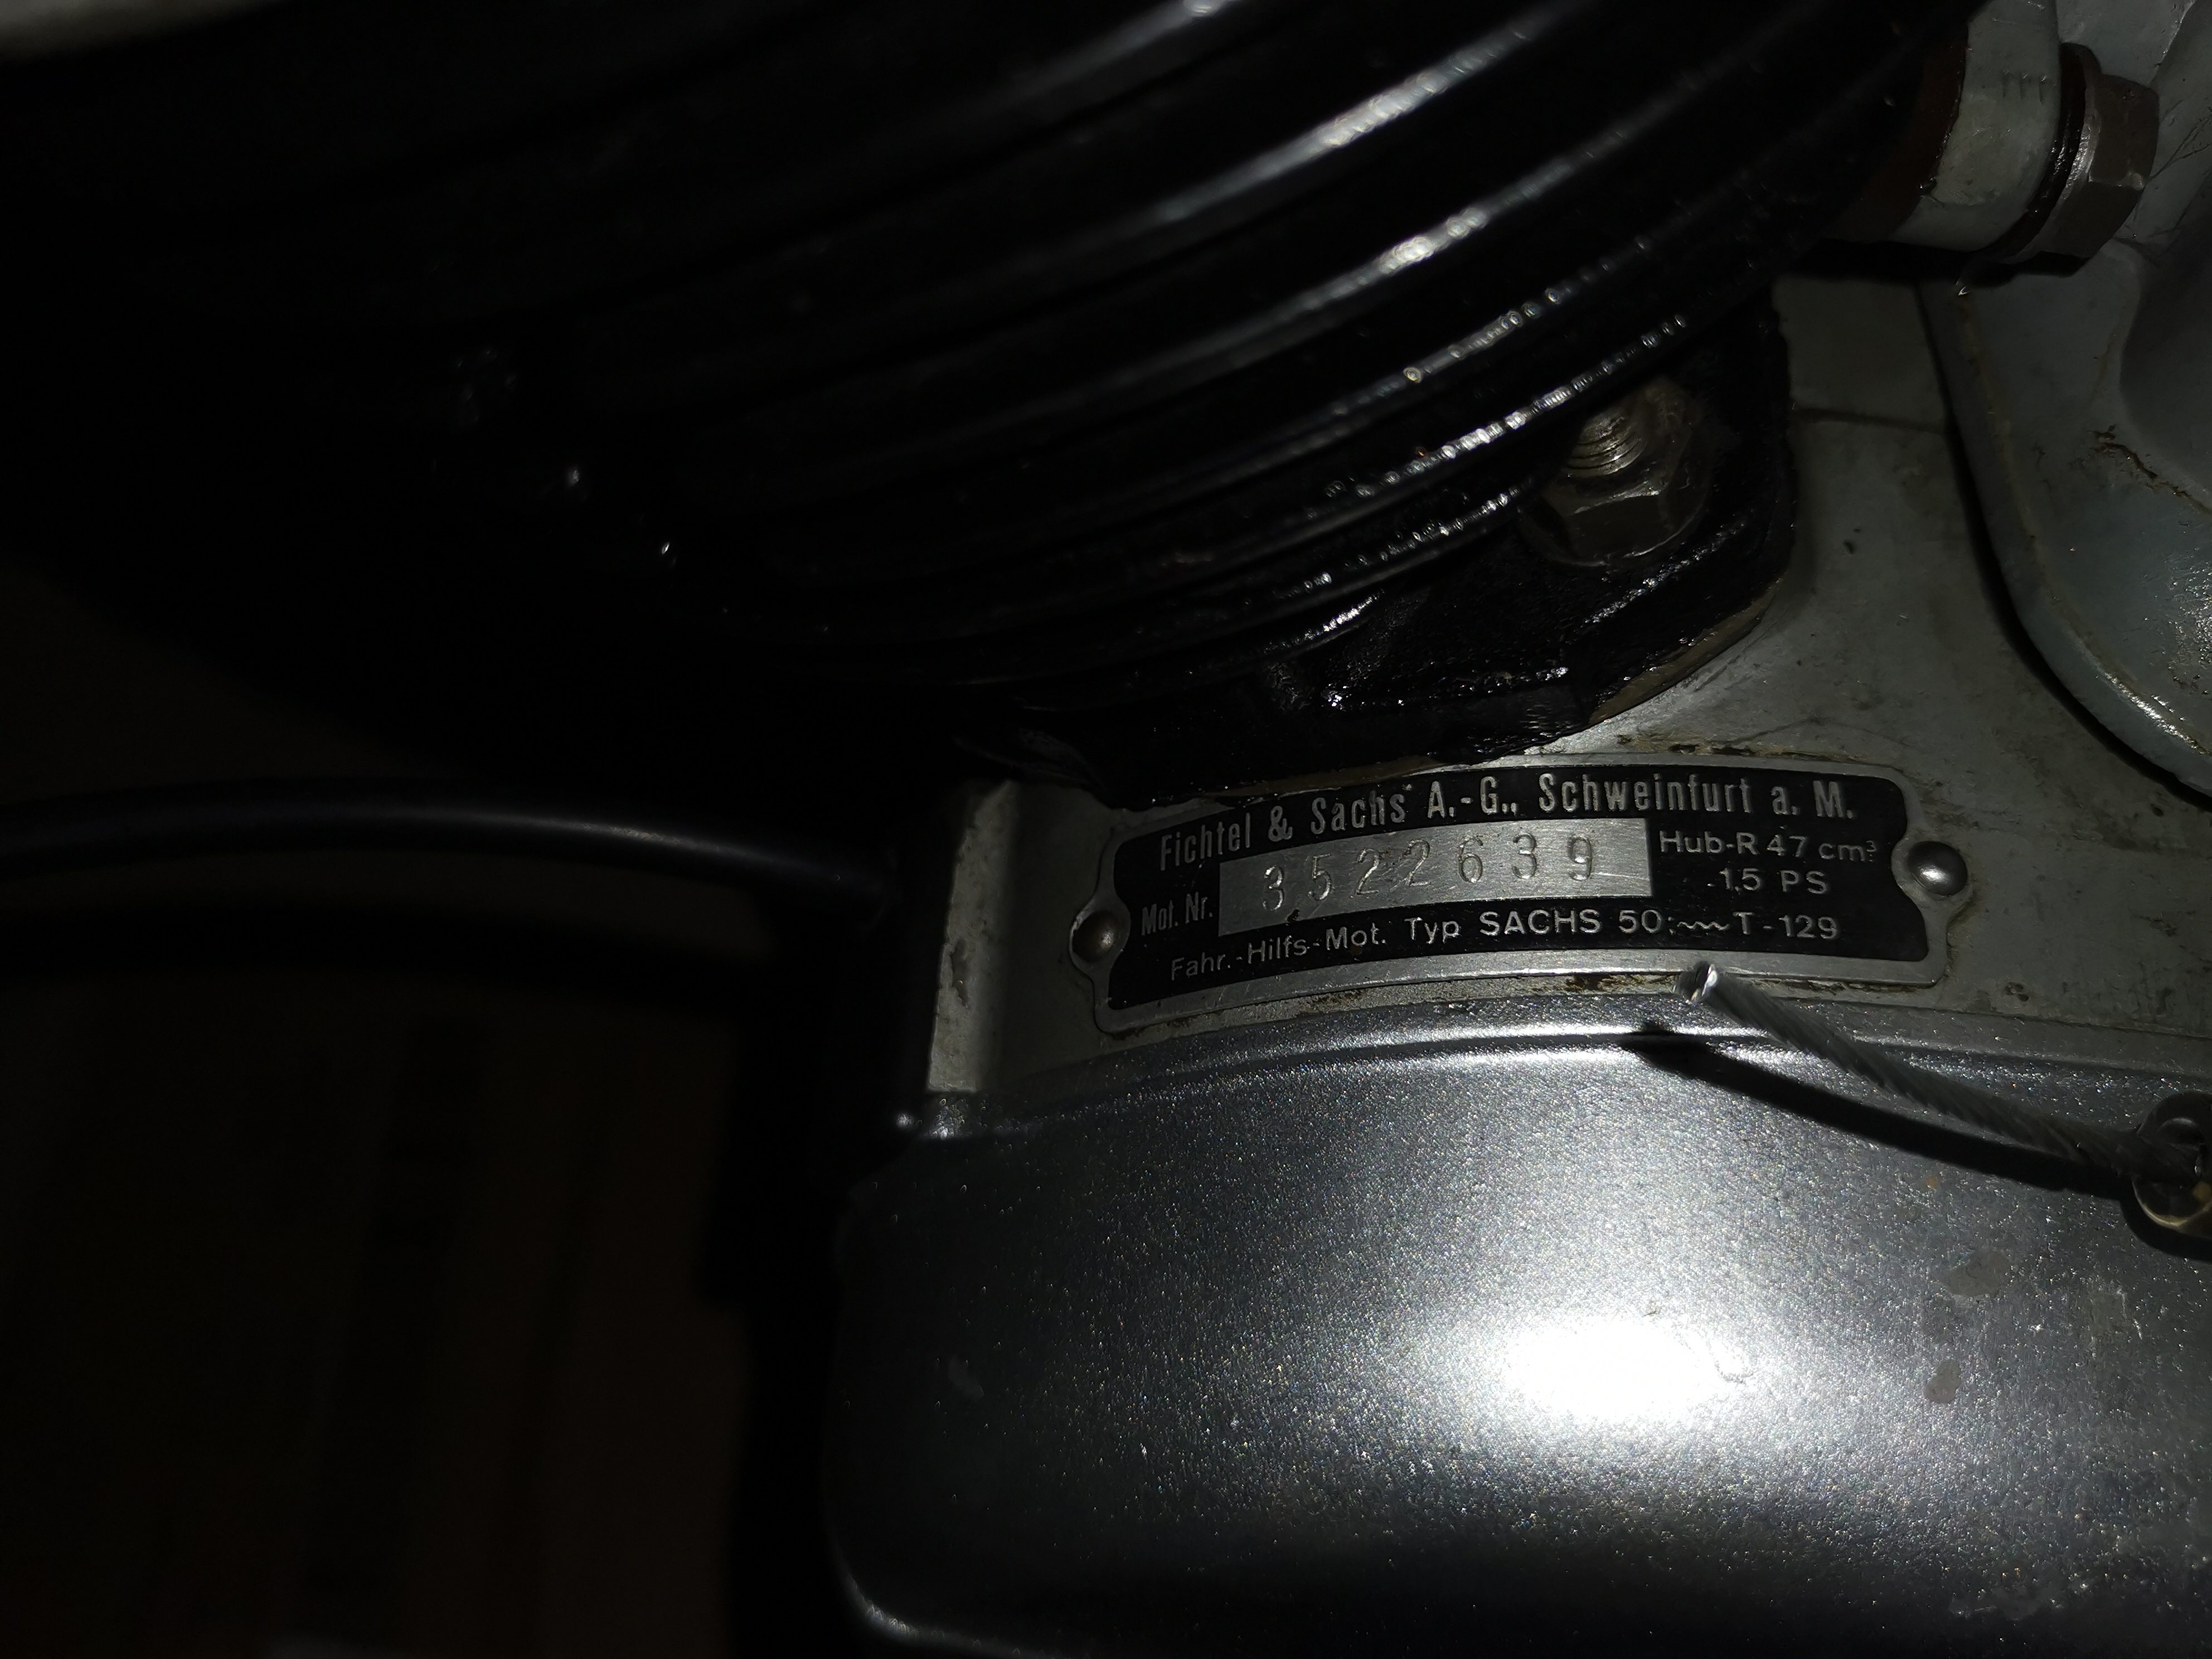 Fichtel & Sachs A.-G., Schweinfurt a. M.
Mot. Nr. 3522639 Hub-R 47 cm³
1,5 PS
Fahr.-Hilfs-Mot. Typ SACHS 50; ~~T-129